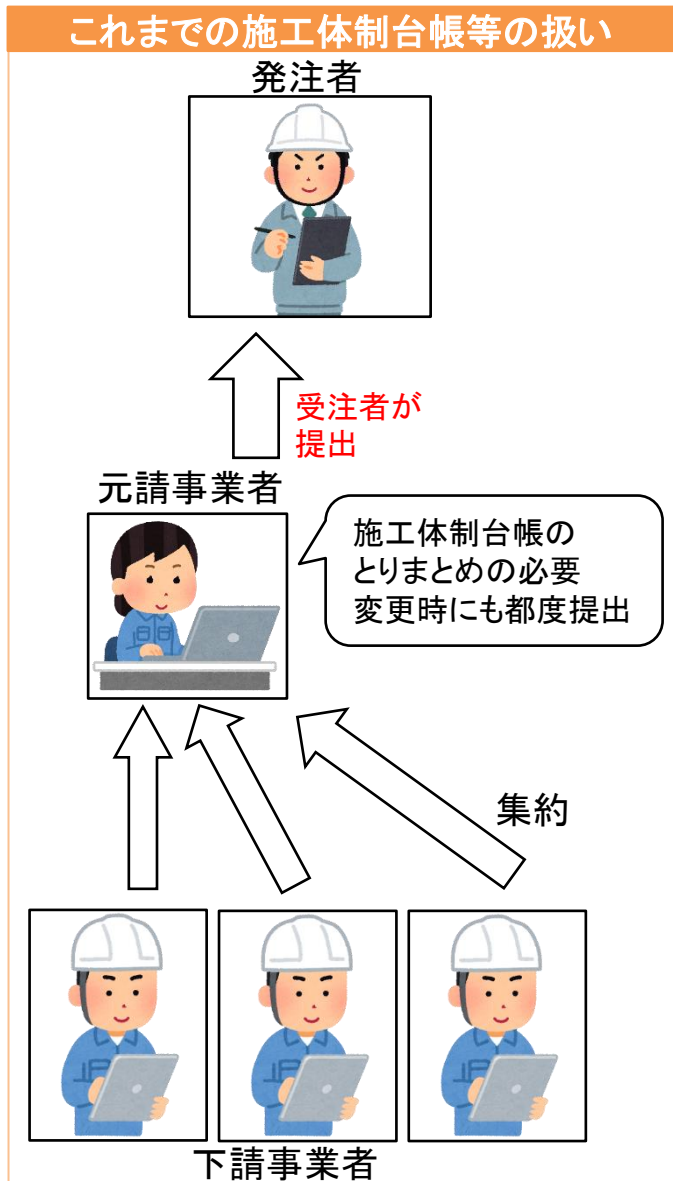 これまでの施工体制台帳等の扱い
発注者
受注者が
提出
元請事業者
施工体制台帳の
とりまとめの必要
変更時にも都度提出
集約
下請事業者